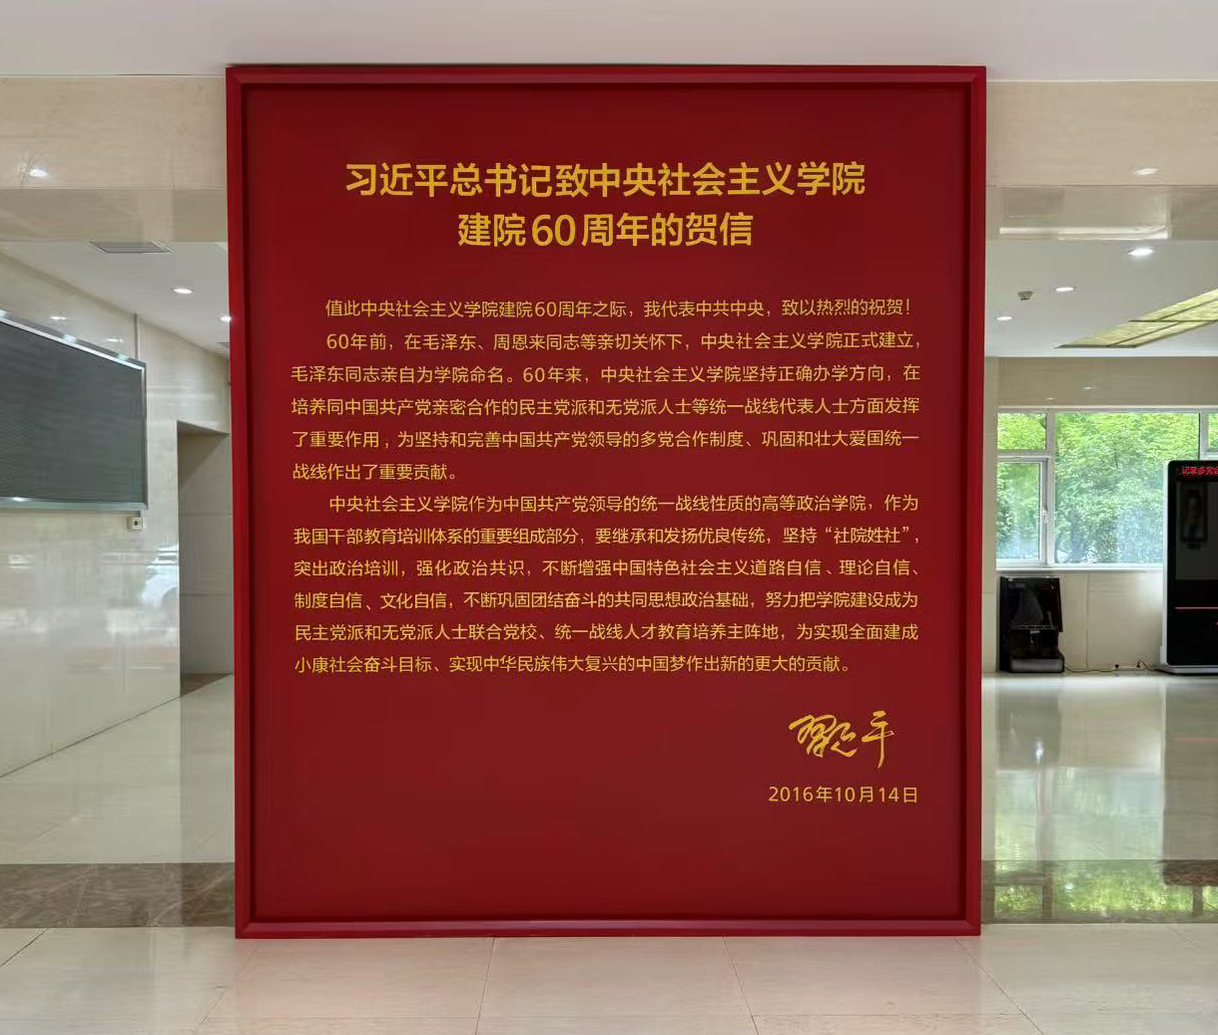 习近平总书记致中央社会主义学院
建院60周年的贺信
值此中央社会主义学院建院60周年之际，我代表中共中央，致以热烈的祝贺！
60年前，在毛泽东、周恩来同志等亲切关怀下，中央社会主义学院正式建立，
毛泽东同志亲自为学院命名。60年来，中央社会主义学院坚持正确办学方向，在
培养同中国共产党亲密合作的民主党派和无党派人士等统一战线代表人士方面发挥
了重要作用，为坚持和完善中国共产党领导的多党合作制度、巩固和壮大爱国统一
战线作出了重要贡献。
中央社会主义学院作为中国共产党领导的统一战线性质的高等政治学院，作为
我国干部教育培训体系的重要组成部分，要继承和发扬优良传统，坚持“社院姓社”，
突出政治培训，强化政治共识，不断增强中国特色社会主义道路自信、理论自信、
制度自信、文化自信，不断巩固团结奋斗的共同思想政治基础，努力把学院建设成为
民主党派和无党派人士联合党校、统一战线人才教育培养主阵地，为实现全面建成
小康社会奋斗目标、实现中华民族伟大复兴的中国梦作出新的更大的贡献。
习近平
2016年10月14日